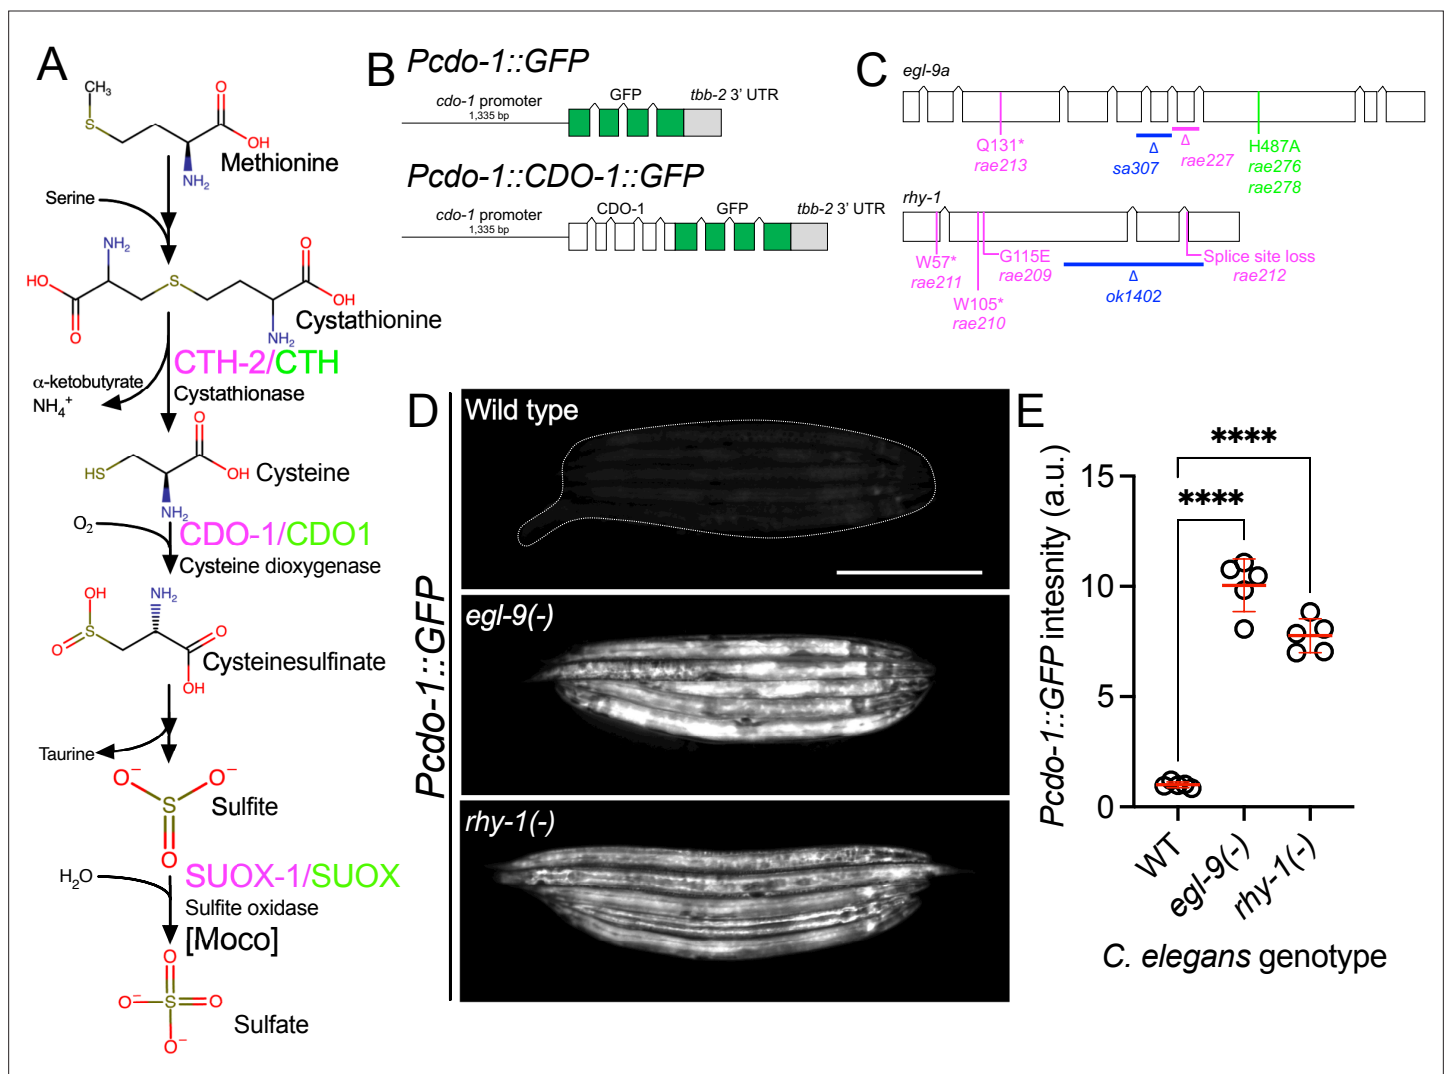 A
CH3
S
O
OH
NH2
Methionine
Serine
NH2
HO
O
S
O
OH
NH2
Cystathionine
CTH-2/CTH
α-ketobutyrate
NH4+
Cystathionase
O
HS
OH
Cysteine
NH2
O2
CDO-1/CDO1
Cysteine dioxygenase
OH
NH2
S
O
O
OH
Cysteinesulfinate
Taurine
O−
O−
S
O
Sulfite
H2O
SUOX-1/SUOX
Sulfite oxidase
[Moco]
O
O−
S
O
O−
Sulfate
B
Pcdo-1::GFP
cdo-1 promoter
1,335 bp
GFP
tbb-2 3' UTR
Pcdo-1::CDO-1::GFP
cdo-1 promoter
1,335 bp
CDO-1
GFP
tbb-2 3' UTR
C
egl-9a
Q131*
rae213
Δ
sa307
Δ
rae227
H487A
rae276
rae278
rhy-1
W57*
rae211
W105*
rae210
G115E
rae209
Δ
ok1402
Splice site loss
rae212
D
Pcdo-1::GFP
Wild type
egl-9(-)
rhy-1(-)
E
Pcdo-1::GFP intesnity (a.u.)
15
10
5
0
****
****
WT
egl-9(-)
rhy-1(-)
C. elegans genotype